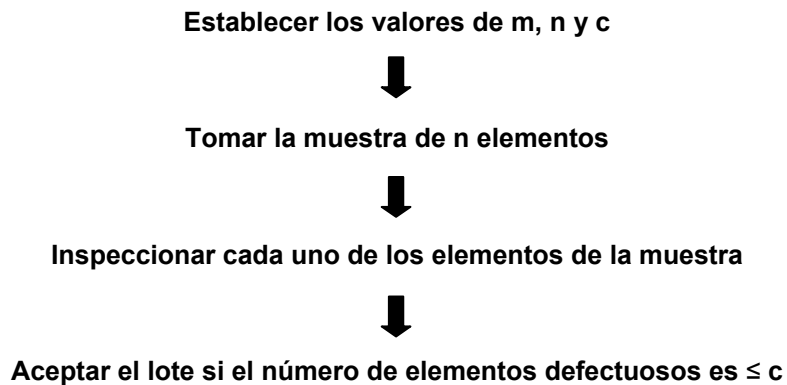 Establecer los valores de m, n y c
Tomar la muestra de n elementos
Inspeccionar cada uno de los elementos de la muestra
Aceptar el lote si el número de elementos defectuosos es ≤ c